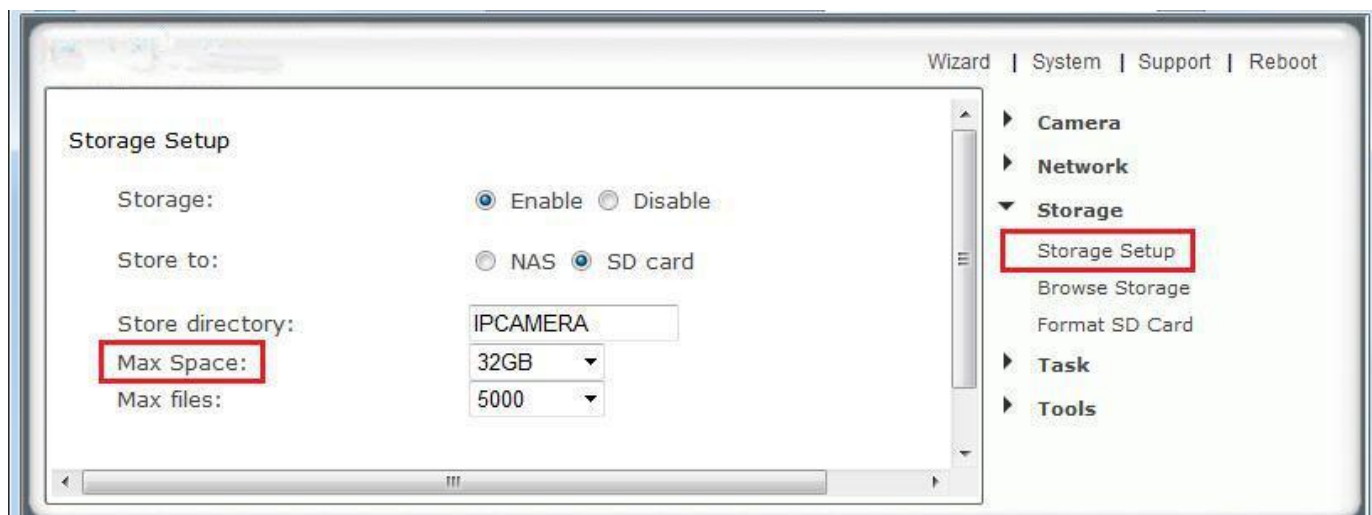 Wizard | System | Support | Reboot
Storage Setup
Storage: Enable Disable
Store to: NAS SD card
Store directory: IPCAMERA
Max Space: 32GB
Max files: 5000
Camera
Network
Storage
Storage Setup
Browse Storage
Format SD Card
Task
Tools